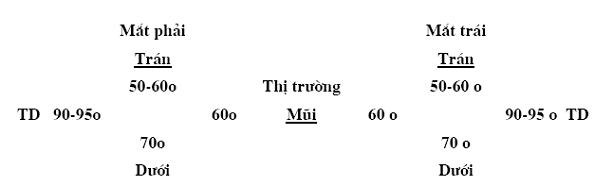 Mắt phải Mắt trái
Trán Trán
50-60o Thị trường 50-60 o
TD 90-95o 60o Mũi 60 o 90-95 o TD
70o 70 o
Dưới Dưới